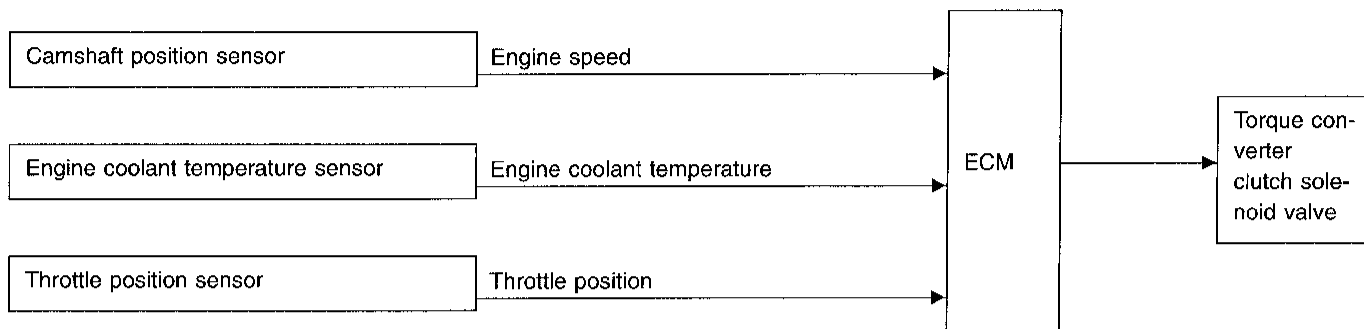 Camshaft position sensor
Engine speed
Engine coolant temperature sensor
Engine coolant temperature
Throttle position sensor
Throttle position
ECM
Torque con-
verter
clutch sole-
noid valve